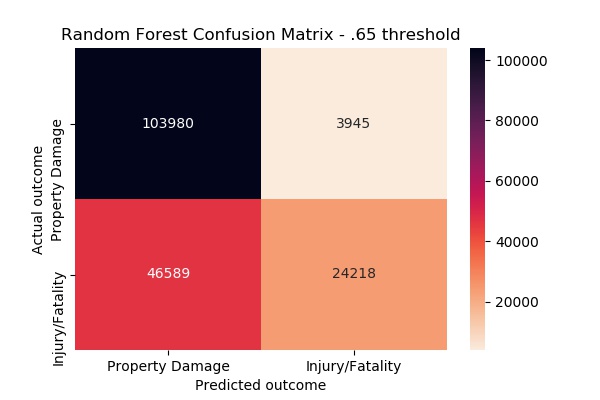 Random Forest Confusion Matrix - .65 threshold
Actual outcome
Property Damage
Injury/Fatality
103980
3945
46589
24218
Property Damage
Injury/Fatality
Predicted outcome
100000
80000
60000
40000
20000